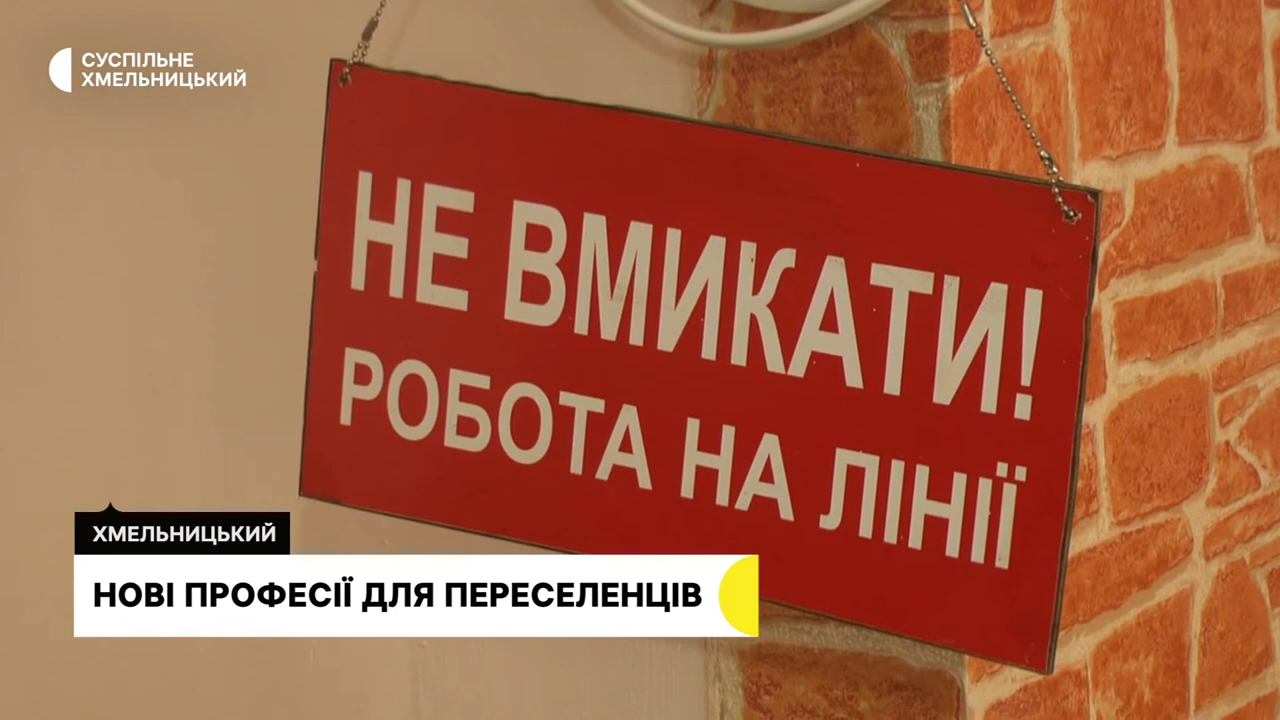 СУСПІЛЬНЕ
ХМЕЛЬНИЦЬКИЙ
НЕ ВМИКАТИ!
РОБОТА НА ЛІНІЇ
ХМЕЛЬНИЦЬКИЙ
НОВІ ПРОФЕСІЇ ДЛЯ ПЕРЕСЕЛЕНЦІВ